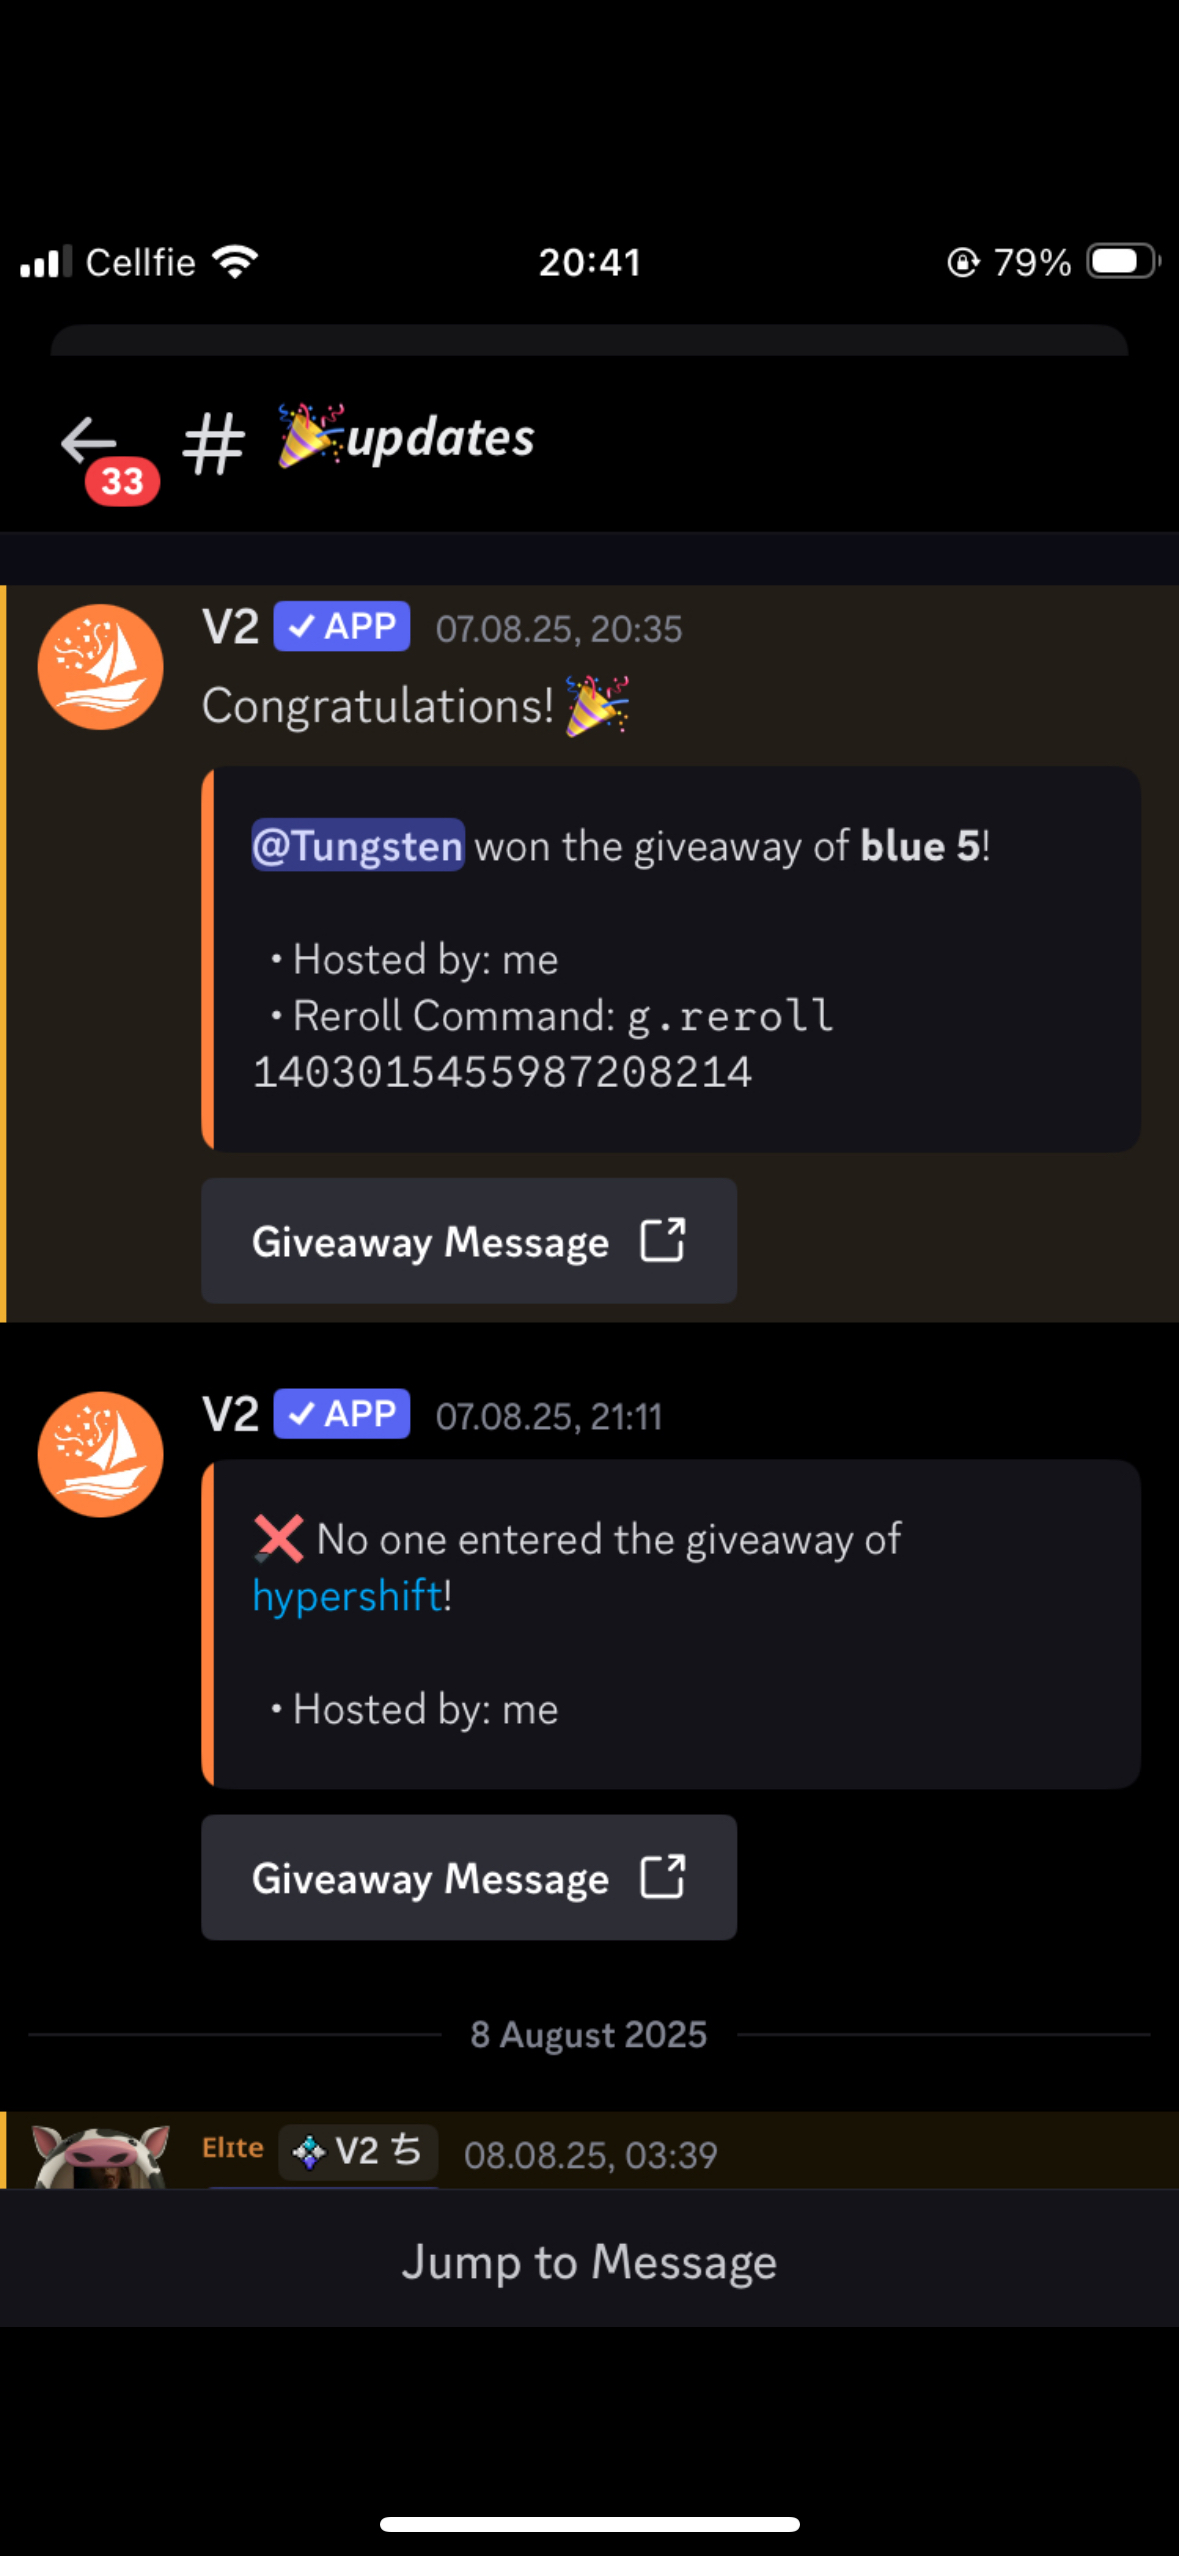 Cellfie 20:41 79%
33 # 🎉updates
V2 ✓ APP 07.08.25, 20:35
Congratulations! 🎉
@Tungsten won the giveaway of blue 5!
• Hosted by: me
• Reroll Command: g.reroll
1403015455987208214
Giveaway Message
V2 ✓ APP 07.08.25, 21:11
❌ No one entered the giveaway of
hypershift!
• Hosted by: me
Giveaway Message
8 August 2025
Elıte V2 ち 08.08.25, 03:39
Jump to Message